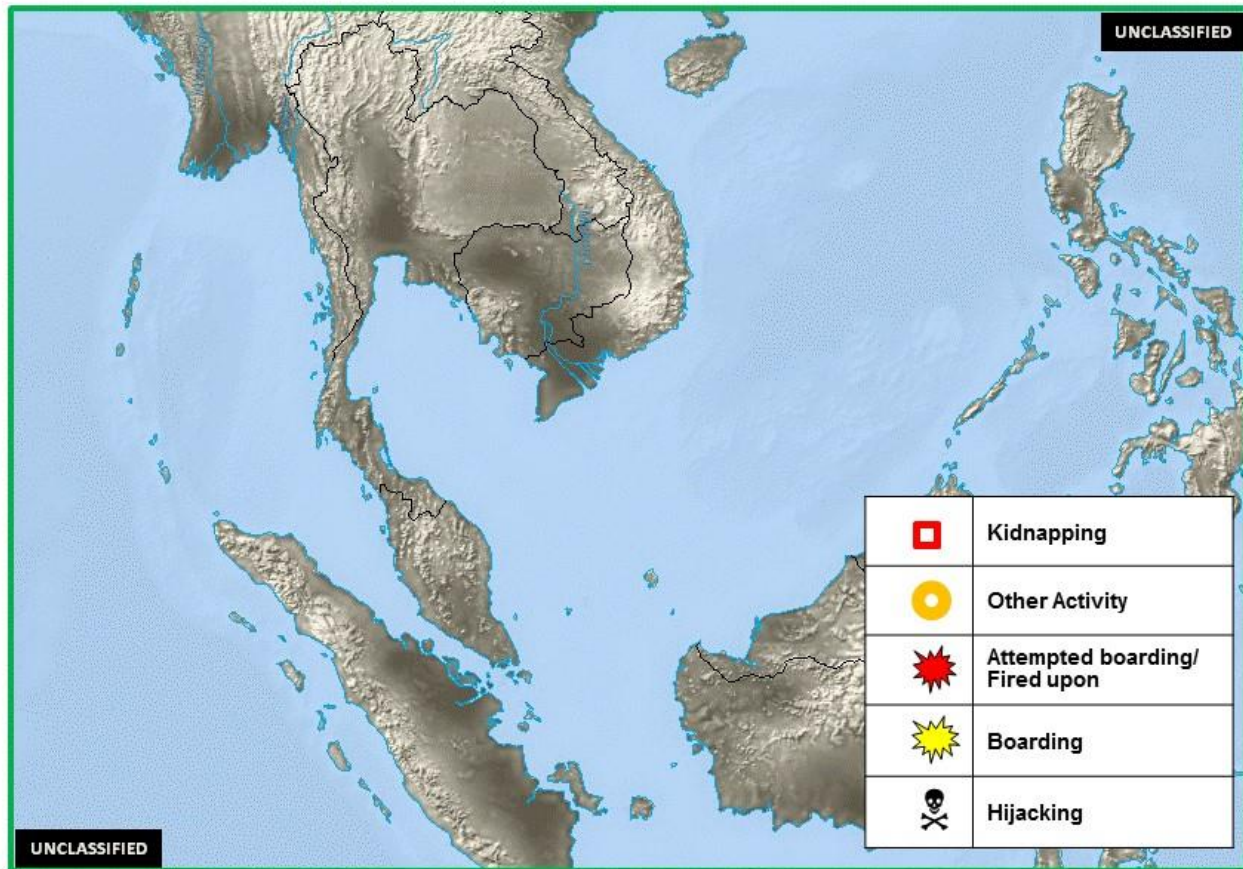 UNCLASSIFIED
Kidnapping
Other Activity
Attempted boarding/
Fired upon
Boarding
Hijacking
UNCLASSIFIED